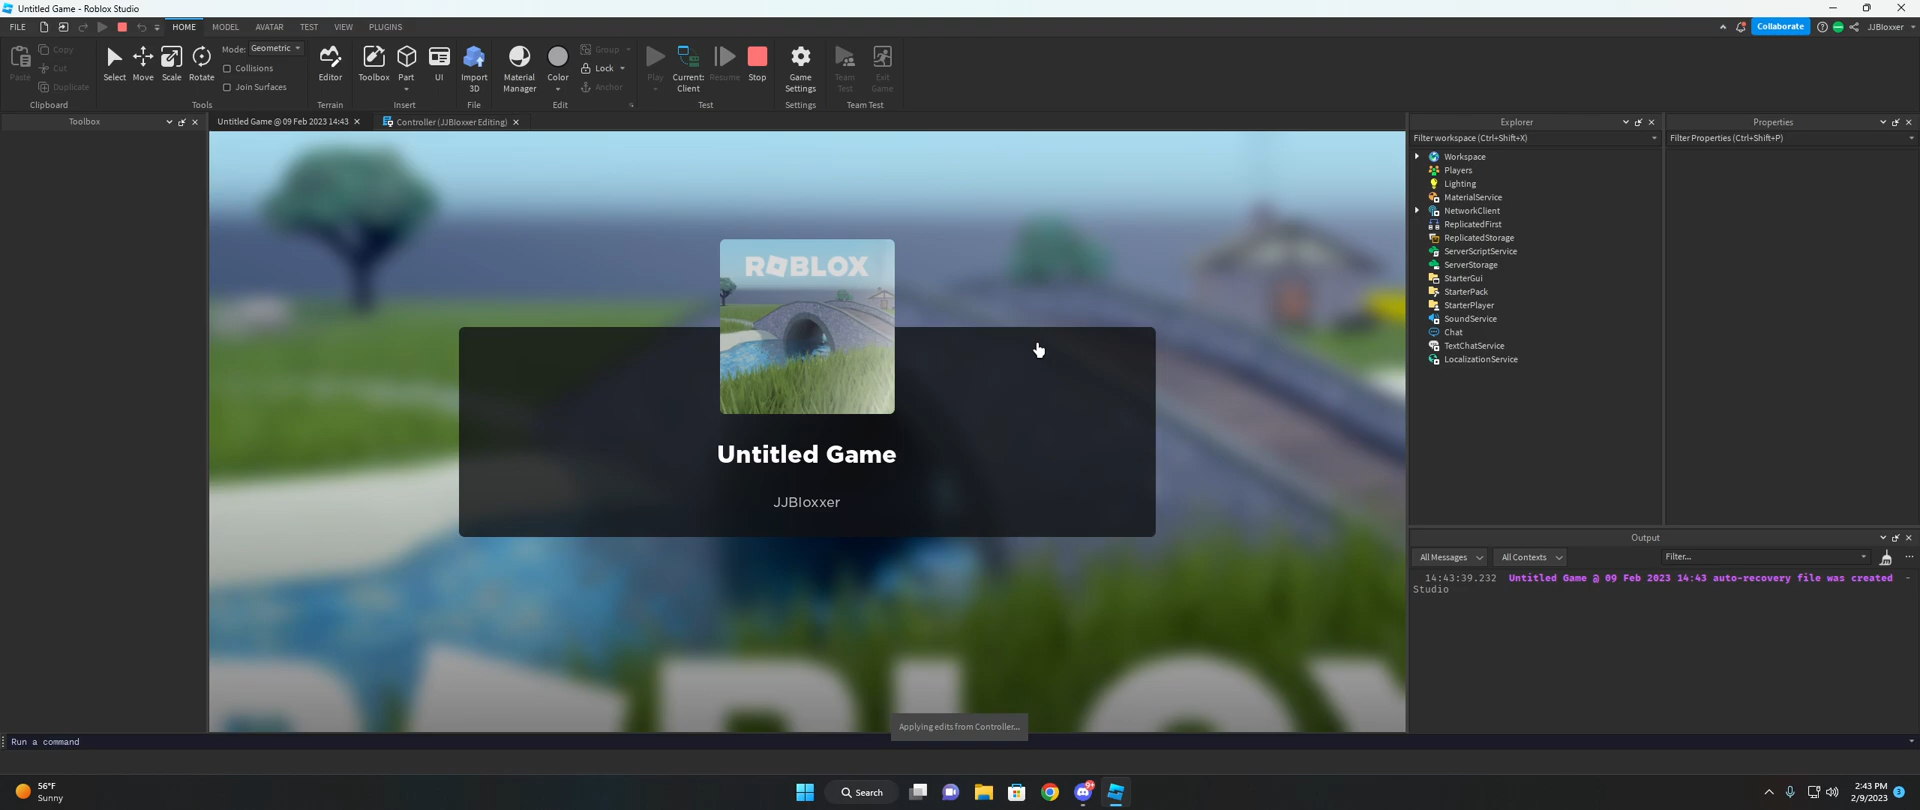 Untitled Game - Roblox Studio
FILE
HOME
MODEL
AVATAR
TEST
VIEW
PLUGINS
Collaborate
JJBloxxer
Paste
Copy
Cut
Duplicate
Clipboard
Select
Move
Scale
Rotate
Mode: Geometric
Collisions
Join Surfaces
Tools
Editor
Terrain
Toolbox
Part
UI
Insert
Import
3D
File
Material
Manager
Color
Group
Lock
Anchor
Edit
Play
Current:
Client
Resume
Stop
Test
Game
Settings
Settings
Team
Test
Exit
Game
Team Test
Toolbox
Untitled Game @ 09 Feb 2023 14:43
Controller (JJBloxxer Editing)
ROBLOX
Untitled Game
JJBloxxer
Applying edits from Controller...
Explorer
Filter workspace (Ctrl+Shift+X)
Workspace
Players
Lighting
MaterialService
NetworkClient
ReplicatedFirst
ReplicatedStorage
ServerScriptService
ServerStorage
StarterGui
StarterPack
StarterPlayer
SoundService
Chat
TextChatService
LocalizationService
Properties
Filter Properties (Ctrl+Shift+P)
Output
All Messages
All Contexts
Filter...
14:43:39.232 Untitled Game @ 09 Feb 2023 14:43 auto-recovery file was created -
Studio
Run a command
56°F
Sunny
Search
2:43 PM
2/9/2023
3